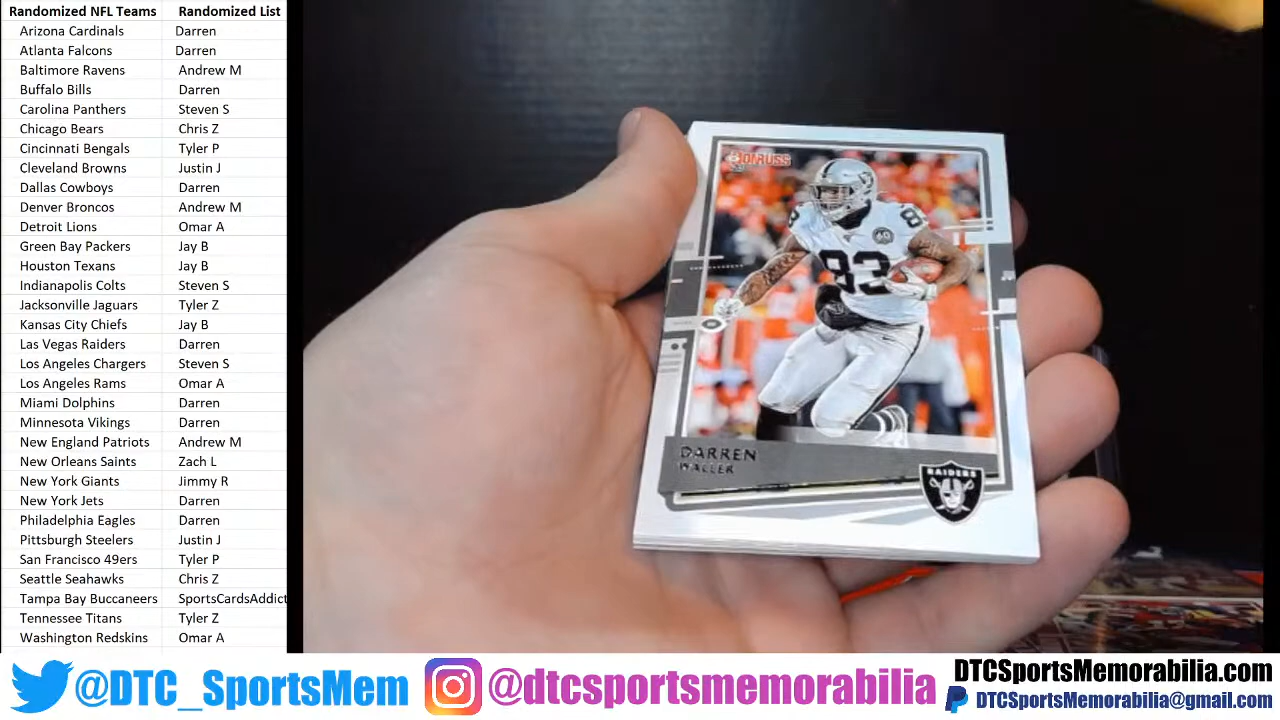 Randomized NFL Teams Randomized List
Arizona Cardinals Darren
Atlanta Falcons Darren
Baltimore Ravens Andrew M
Buffalo Bills Darren
Carolina Panthers Steven S
Chicago Bears Chris Z
Cincinnati Bengals Tyler P
Cleveland Browns Justin J
Dallas Cowboys Darren
Denver Broncos Andrew M
Detroit Lions Omar A
Green Bay Packers Jay B
Houston Texans Jay B
Indianapolis Colts Steven S
Jacksonville Jaguars Tyler Z
Kansas City Chiefs Jay B
Las Vegas Raiders Darren
Los Angeles Chargers Steven S
Los Angeles Rams Omar A
Miami Dolphins Darren
Minnesota Vikings Darren
New England Patriots Andrew M
New Orleans Saints Zach L
New York Giants Jimmy R
New York Jets Darren
Philadelphia Eagles Darren
Pittsburgh Steelers Justin J
San Francisco 49ers Tyler P
Seattle Seahawks Chris Z
Tampa Bay Buccaneers SportsCardsAddict
Tennessee Titans Tyler Z
Washington Redskins Omar A
DONRUSS
83
60
83
DARREN
WALLER
RAIDERS
@DTC_SportsMem
@dtcsportsmemorabilia
DTCSportsMemorabilia.com
DTCSportsMemorabilia@gmail.com